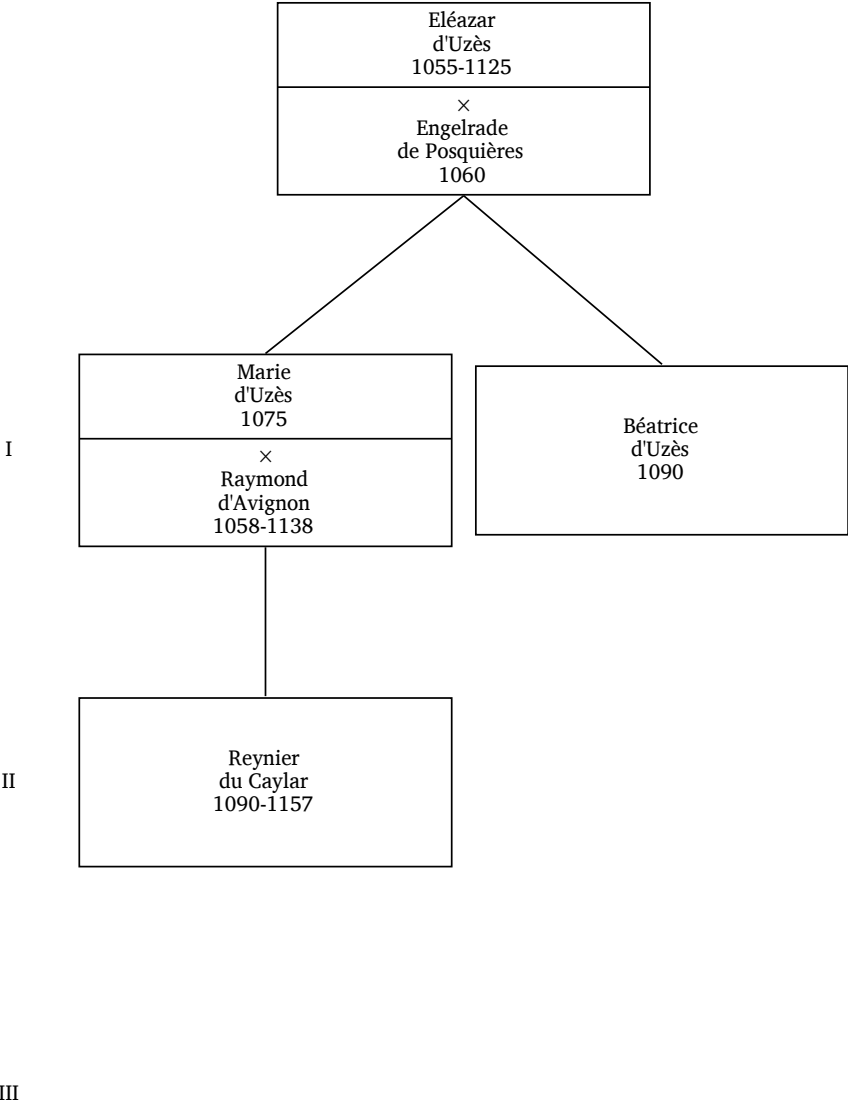 Eléazar
d'Uzès
1055-1125
×
Engelrade
de Posquières
1060
Marie
d'Uzès
1075
×
Raymond
d'Avignon
1058-1138
Béatrice
d'Uzès
1090
I
Reynier
du Caylar
1090-1157
II
III